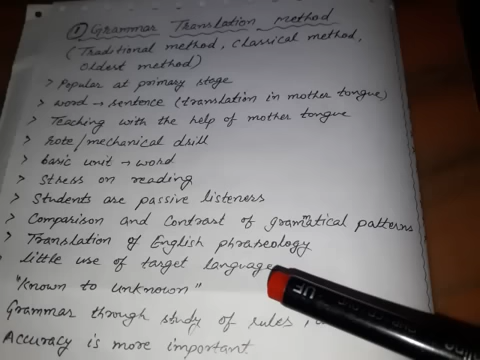 ① Grammar Translation Method
(Traditional method, Classical method,
Oldest method)
> Popular at primary stage
> word → sentence (translation in mother tongue)
> Teaching with the help of mother tongue
> Rote/mechanical drill
> basic unit → word
> Stress on reading
> Students are passive listeners
> Comparison and Contrast of gramatical patterns
> Translation of English phraseology
little use of target language
"Known to unknown"
Grammar through study of rules,
Accuracy is more important.
UF